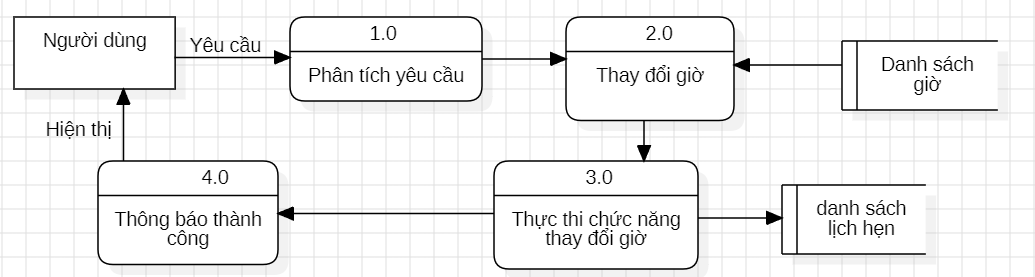 Người dùng
Yêu cầu
1.0
Phân tích yêu cầu
2.0
Thay đổi giờ
Danh sách
giờ
Hiện thị
4.0
Thông báo thành
công
3.0
Thực thi chức năng
thay đổi giờ
danh sách
lịch hẹn